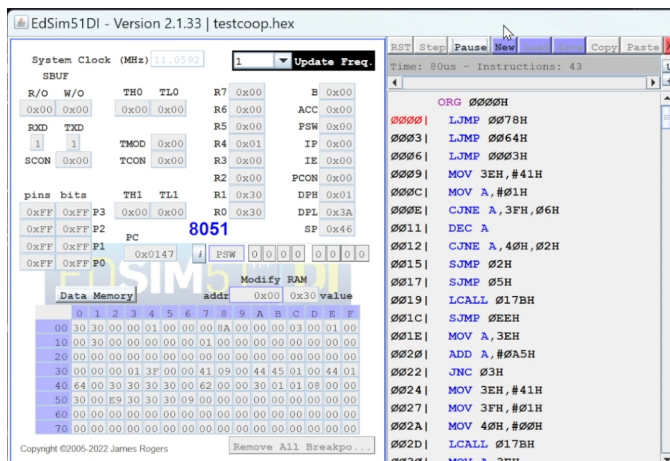 EdSim51DI - Version 2.1.33 | testcoop.hex
RST Step Pause New Load Save Copy Paste
Time: 80us - Instructions: 43
System Clock (MHz) 11.0592 1 Update Freq.
SBUF
R/O W/O TH0 TL0 R7 0x00 B 0x00
0x00 0x00 0x00 0x00 R6 0x00 ACC 0x00
RXD TXD R5 0x00 PSW 0x00
1 1 TMOD 0x00 R4 0x01 IP 0x00
SCON 0x00 TCON 0x00 R3 0x00 IE 0x00
R2 0x00 PCON 0x00
pins bits TH1 TL1 R1 0x30 DPH 0x01
0xFF 0xFF P3 0x00 0x00 R0 0x30 DPL 0x3A
0xFF 0xFF P2 PC 8051 SP 0x46
0xFF 0xFF P1 0x0147 i PSW 0 0 0 0 0 0 0 0
0xFF 0xFF P0
EDSIM51DI
Modify RAM
Data Memory addr 0x00 0x30 value
0 1 2 3 4 5 6 7 8 9 A B C D E F
00 30 30 00 00 01 00 00 00 8A 00 00 00 03 00 01 00
10 00 30 00 00 00 00 00 01 00 00 00 00 00 00 00 00
20 00 00 00 00 00 00 00 00 00 00 00 00 00 00 00 00
30 00 00 00 01 3F 00 00 41 09 00 44 45 01 00 44 01
40 64 00 30 30 30 30 00 62 00 00 30 01 01 08 00 00
50 30 00 E9 30 30 30 09 00 00 00 00 00 00 00 00 00
60 00 00 00 00 00 00 00 00 00 00 00 00 00 00 00 00
70 00 00 00 00 00 00 00 00 00 00 00 00 00 00 00 00
Copyright ©2005-2022 James Rogers Remove All Breakpo...
ORG 0000H
0000| LJMP 0078H
0003| LJMP 0064H
0006| LJMP 0003H
0009| MOV 3EH,#41H
000C| MOV A,#01H
000E| CJNE A,3FH,06H
0011| DEC A
0012| CJNE A,40H,02H
0015| SJMP 02H
0017| SJMP 05H
0019| LCALL 017BH
001C| SJMP 0EEH
001E| MOV A,3EH
0020| ADD A,#0A5H
0022| JNC 03H
0024| MOV 3EH,#41H
0027| MOV 3FH,#01H
002A| MOV 40H,#00H
002D| LCALL 017BH